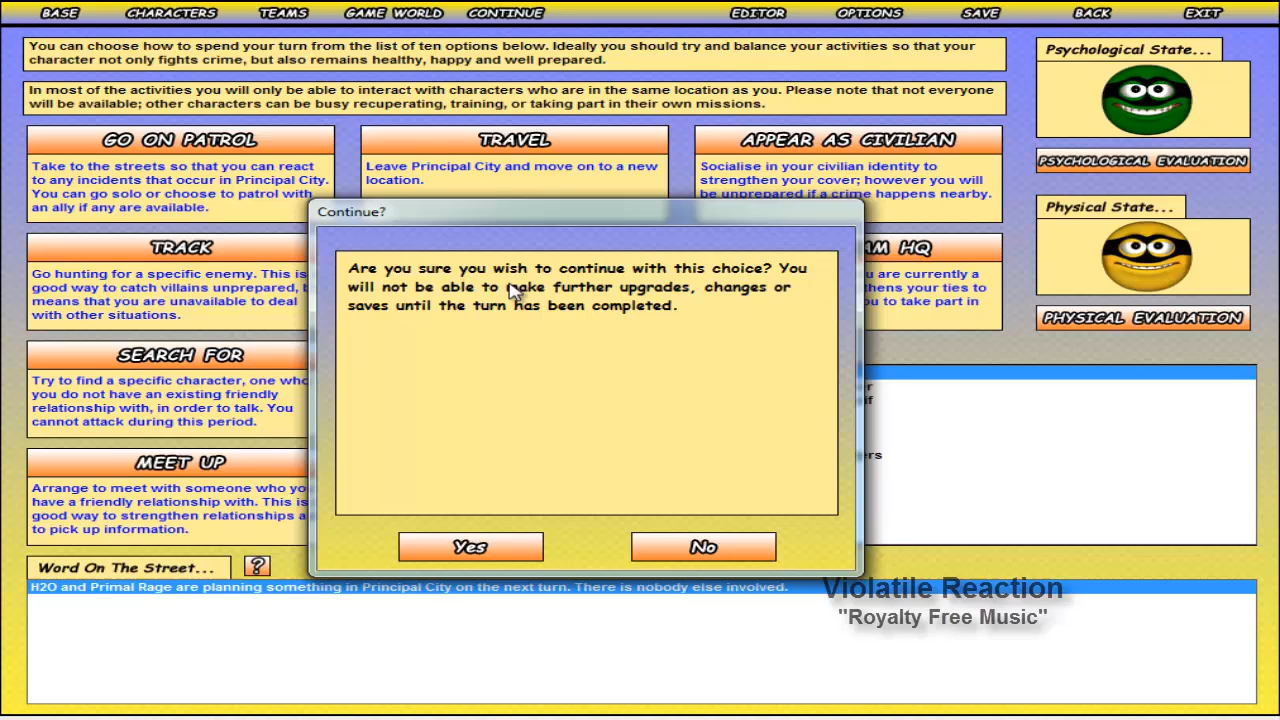 BASE CHARACTERS TEAMS GAME WORLD CONTINUE EDITOR OPTIONS SAVE BACK EXIT
You can choose how to spend your turn from the list of ten options below. Ideally you should try and balance your activities so that your
character not only fights crime, but also remains healthy, happy and well prepared.
In most of the activities you will only be able to interact with characters who are in the same location as you. Please note that not everyone
will be available; other characters can be busy recuperating, training, or taking part in their own missions.
Psychological State...
PSYCHOLOGICAL EVALUATION
Physical State...
PHYSICAL EVALUATION
GO ON PATROL
Take to the streets so that you can react
to any incidents that occur in Principal City.
You can go solo or choose to patrol with
an ally if any are available.
TRAVEL
Leave Principal City and move on to a new
location.
APPEAR AS CIVILIAN
Socialise in your civilian identity to
strengthen your cover; however you will
be unprepared if a crime happens nearby.
TRACK
Go hunting for a specific enemy. This is
good way to catch villains unprepared, b
means that you are unavailable to deal
with other situations.
AM HQ
ou are currently a
thens your ties to
ou to take part in
SEARCH FOR
Try to find a specific character, one who
you do not have an existing friendly
relationship with, in order to talk. You
cannot attack during this period.
MEET UP
Arrange to meet with someone who yo
have a friendly relationship with. This is
good way to strengthen relationships a
to pick up information.
Continue?
Are you sure you wish to continue with this choice? You
will not be able to make further upgrades, changes or
saves until the turn has been completed.
Yes
No
r
if
ers
Word On The Street... ?
H2O and Primal Rage are planning something in Principal City on the next turn. There is nobody else involved.
Violatile Reaction
"Royalty Free Music"